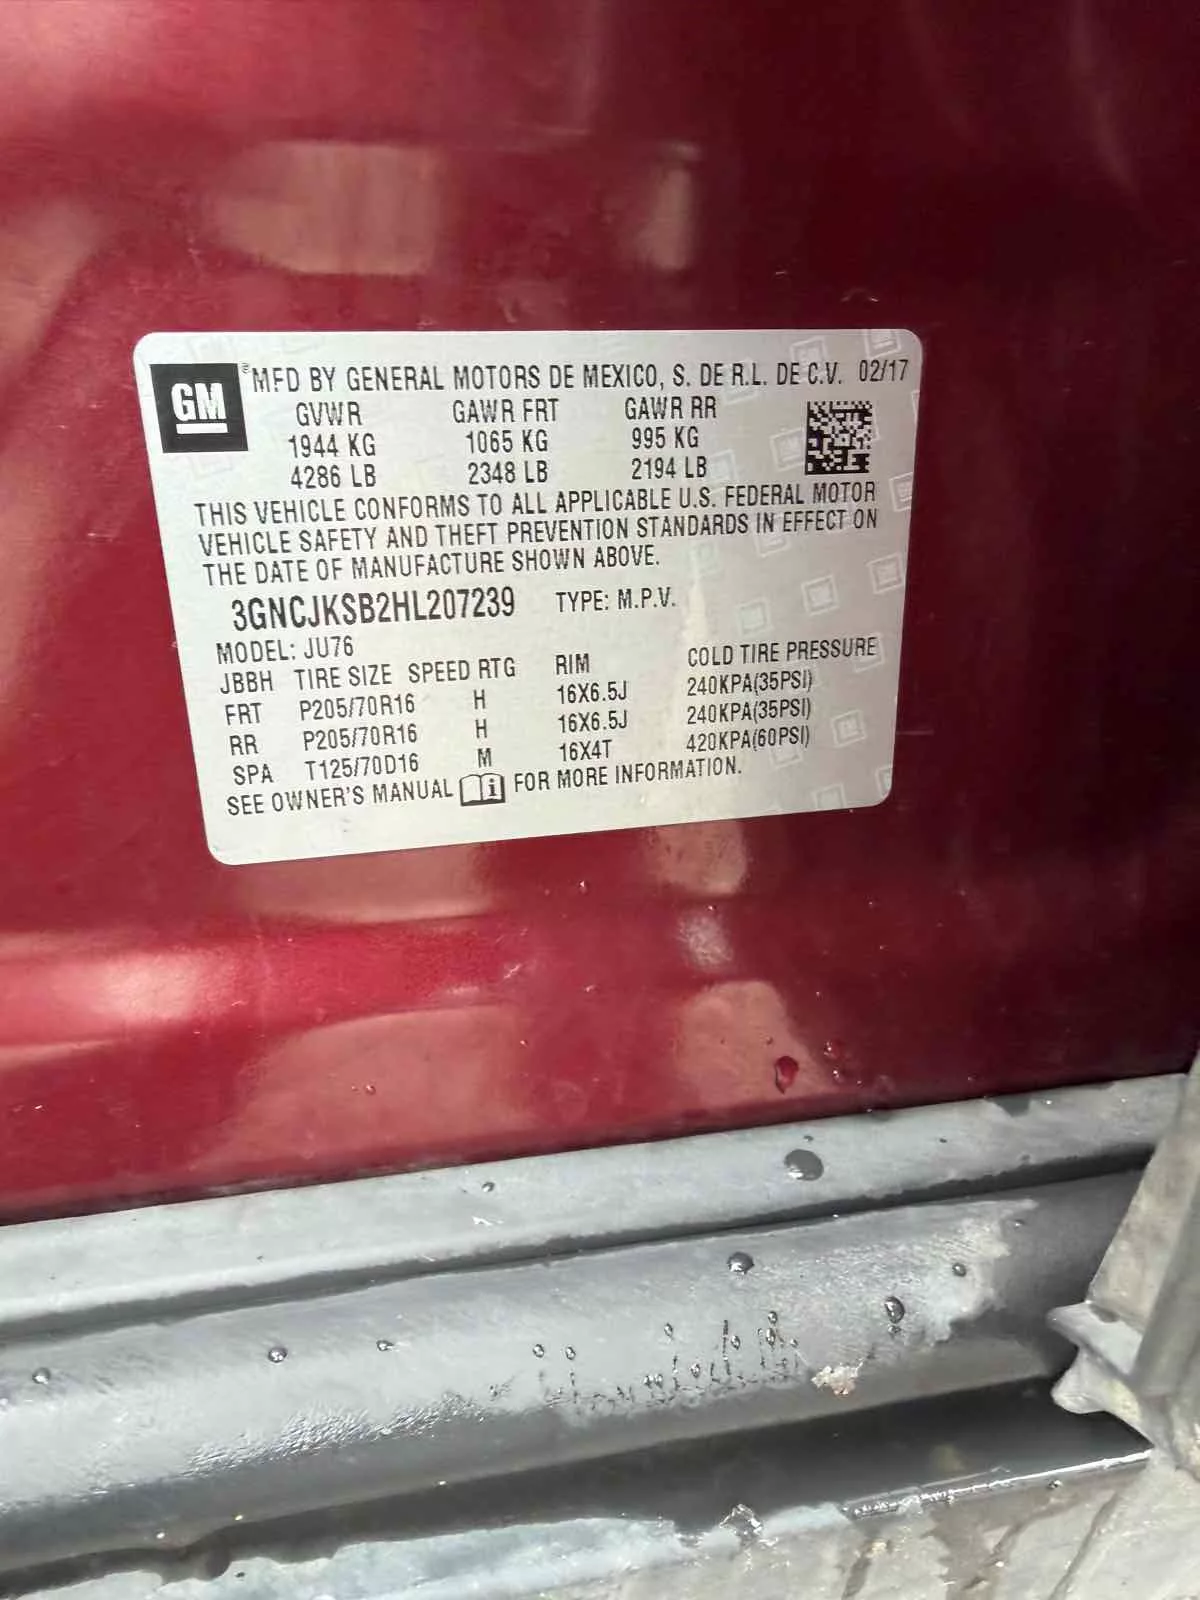 GM ® MFD BY GENERAL MOTORS DE MEXICO, S. DE R.L. DE C.V. 02/17
GVWR GAWR FRT GAWR RR
1944 KG 1065 KG 995 KG
4286 LB 2348 LB 2194 LB
THIS VEHICLE CONFORMS TO ALL APPLICABLE U.S. FEDERAL MOTOR
VEHICLE SAFETY AND THEFT PREVENTION STANDARDS IN EFFECT ON
THE DATE OF MANUFACTURE SHOWN ABOVE.
3GNCJKSB2HL207239 TYPE: M.P.V.
MODEL: JU76
JBBH TIRE SIZE SPEED RTG RIM COLD TIRE PRESSURE
FRT P205/70R16 H 16X6.5J 240KPA(35PSI)
RR P205/70R16 H 16X6.5J 240KPA(35PSI)
SPA T125/70D16 M 16X4T 420KPA(60PSI)
SEE OWNER'S MANUAL i FOR MORE INFORMATION.